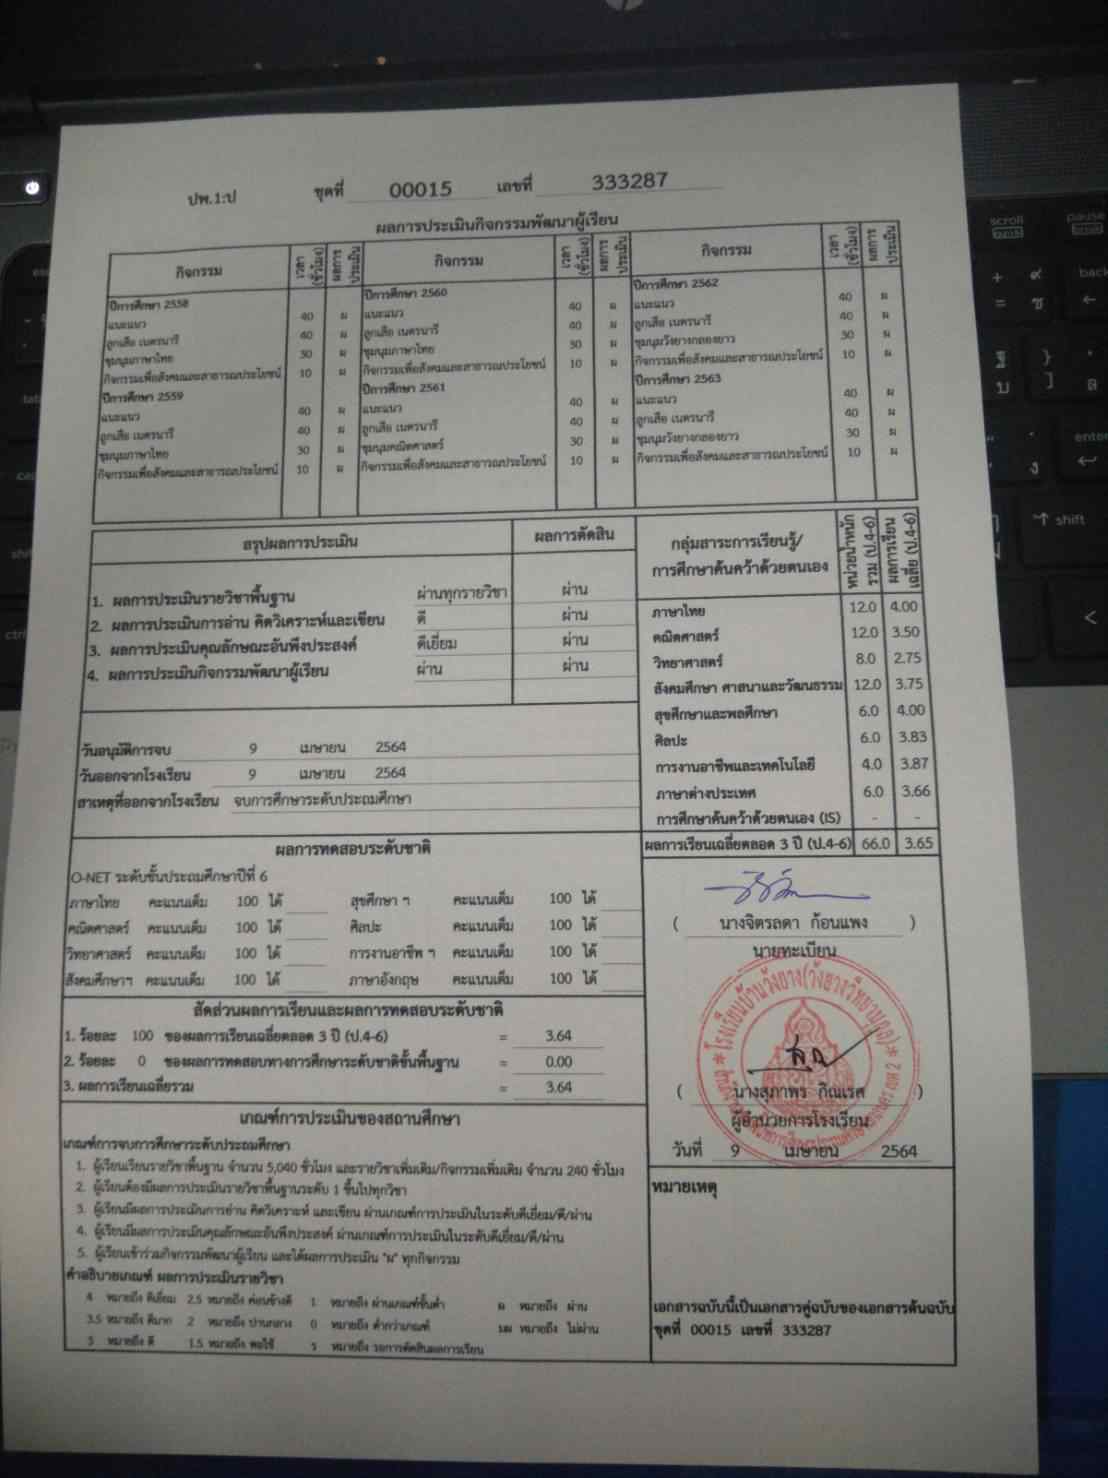 ปพ.1:ป ชุดที่ 00015 เลขที่ 333287
ผลการประเมินกิจกรรมพัฒนาผู้เรียน
กิจกรรม เวลา (ชั่วโมง) ผลการประเมิน กิจกรรม เวลา (ชั่วโมง) ผลการประเมิน กิจกรรม เวลา (ชั่วโมง) ผลการประเมิน
ปีการศึกษา 2558
แนะแนว 40 ผ
ลูกเสือ เนตรนารี 40 ผ
ชุมนุมภาษาไทย 30 ผ
กิจกรรมเพื่อสังคมและสาธารณประโยชน์ 10 ผ
ปีการศึกษา 2559
แนะแนว 40 ผ
ลูกเสือ เนตรนารี 40 ผ
ชุมนุมภาษาไทย 30 ผ
กิจกรรมเพื่อสังคมและสาธารณประโยชน์ 10 ผ
ปีการศึกษา 2560
แนะแนว 40 ผ
ลูกเสือ เนตรนารี 40 ผ
ชุมนุมภาษาไทย 30 ผ
กิจกรรมเพื่อสังคมและสาธารณประโยชน์ 10 ผ
ปีการศึกษา 2561
แนะแนว 40 ผ
ลูกเสือ เนตรนารี 40 ผ
ชุมนุมคณิตศาสตร์ 30 ผ
กิจกรรมเพื่อสังคมและสาธารณประโยชน์ 10 ผ
ปีการศึกษา 2562
แนะแนว 40 ผ
ลูกเสือ เนตรนารี 40 ผ
ชุมนุมวังยางกลองยาว 30 ผ
กิจกรรมเพื่อสังคมและสาธารณประโยชน์ 10 ผ
ปีการศึกษา 2563
แนะแนว 40 ผ
ลูกเสือ เนตรนารี 40 ผ
ชุมนุมวังยางกลองยาว 30 ผ
กิจกรรมเพื่อสังคมและสาธารณประโยชน์ 10 ผ
สรุปผลการประเมิน ผลการตัดสิน
1. ผลการประเมินรายวิชาพื้นฐาน ผ่านทุกรายวิชา ผ่าน
2. ผลการประเมินการอ่าน คิดวิเคราะห์และเขียน ดี ผ่าน
3. ผลการประเมินคุณลักษณะอันพึงประสงค์ ดีเยี่ยม ผ่าน
4. ผลการประเมินกิจกรรมพัฒนาผู้เรียน ผ่าน ผ่าน
วันอนุมัติการจบ 9 เมษายน 2564
วันออกจากโรงเรียน 9 เมษายน 2564
สาเหตุที่ออกจากโรงเรียน จบการศึกษาระดับประถมศึกษา
กลุ่มสาระการเรียนรู้/ การศึกษาค้นคว้าด้วยตนเอง หน่วยน้ำหนัก รวม (ป.4-6) ผลการเรียน เฉลี่ย (ป.4-6)
ภาษาไทย 12.0 4.00
คณิตศาสตร์ 12.0 3.50
วิทยาศาสตร์ 8.0 2.75
สังคมศึกษา ศาสนาและวัฒนธรรม 12.0 3.75
สุขศึกษาและพลศึกษา 6.0 4.00
ศิลปะ 6.0 3.83
การงานอาชีพและเทคโนโลยี 4.0 3.87
ภาษาต่างประเทศ 6.0 3.66
การศึกษาค้นคว้าด้วยตนเอง (IS) - -
ผลการเรียนเฉลี่ยตลอด 3 ปี (ป.4-6) 66.0 3.65
ผลการทดสอบระดับชาติ
O-NET ระดับชั้นประถมศึกษาปีที่ 6
ภาษาไทย คะแนนเต็ม 100 ได้ สุขศึกษา ฯ คะแนนเต็ม 100 ได้
คณิตศาสตร์ คะแนนเต็ม 100 ได้ ศิลปะ คะแนนเต็ม 100 ได้
วิทยาศาสตร์ คะแนนเต็ม 100 ได้ การงานอาชีพ ฯ คะแนนเต็ม 100 ได้
สังคมศึกษาฯ คะแนนเต็ม 100 ได้ ภาษาอังกฤษ คะแนนเต็ม 100 ได้
สัดส่วนผลการเรียนและผลการทดสอบระดับชาติ
1. ร้อยละ 100 ของผลการเรียนเฉลี่ยตลอด 3 ปี (ป.4-6) = 3.64
2. ร้อยละ 0 ของผลการทดสอบทางการศึกษาระดับชาติขั้นพื้นฐาน = 0.00
3. ผลการเรียนเฉลี่ยรวม = 3.64
เกณฑ์การประเมินของสถานศึกษา
เกณฑ์การจบการศึกษาระดับประถมศึกษา
1. ผู้เรียนเรียนรายวิชาพื้นฐาน จำนวน 5,040 ชั่วโมง และรายวิชาเพิ่มเติม/กิจกรรมเพิ่มเติม จำนวน 240 ชั่วโมง
2. ผู้เรียนต้องมีผลการประเมินรายวิชาพื้นฐานระดับ 1 ขึ้นไปทุกวิชา
3. ผู้เรียนมีผลการประเมินการอ่าน คิดวิเคราะห์ และเขียน ผ่านเกณฑ์การประเมินในระดับดีเยี่ยม/ดี/ผ่าน
4. ผู้เรียนมีผลการประเมินคุณลักษณะอันพึงประสงค์ ผ่านเกณฑ์การประเมินในระดับดีเยี่ยม/ดี/ผ่าน
5. ผู้เรียนเข้าร่วมกิจกรรมพัฒนาผู้เรียน และได้ผลการประเมิน "ผ" ทุกกิจกรรม
คำอธิบายเกณฑ์ ผลการประเมินรายวิชา
4 หมายถึง ดีเยี่ยม 2.5 หมายถึง ค่อนข้างดี 1 หมายถึง ผ่านเกณฑ์ขั้นต่ำ ผ หมายถึง ผ่าน
3.5 หมายถึง ดีมาก 2 หมายถึง ปานกลาง 0 หมายถึง ต่ำกว่าเกณฑ์ มผ หมายถึง ไม่ผ่าน
3 หมายถึง ดี 1.5 หมายถึง พอใช้ ร หมายถึง รอการตัดสินผลการเรียน
( นางจิตรลดา ก้อนแพง )
นายทะเบียน
โรงเรียนบ้านวังยาง(วังยางวิทยานุกูล)
( นางสุภาพร กิณเรศ )
ผู้อำนวยการโรงเรียน
วันที่ 9 เมษายน 2564
หมายเหตุ
เอกสารฉบับนี้เป็นเอกสารคู่ฉบับของเอกสารต้นฉบับ
ชุดที่ 00015 เลขที่ 333287
scroll
pause
back
enter
shift